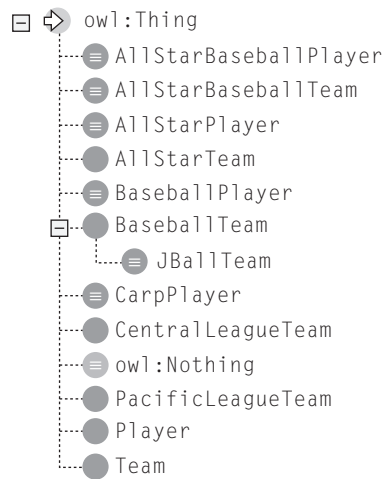 owl:Thing
AllStarBaseballPlayer
AllStarBaseballTeam
AllStarPlayer
AllStarTeam
BaseballPlayer
BaseballTeam
JBallTeam
CarpPlayer
CentralLeagueTeam
owl:Nothing
PacificLeagueTeam
Player
Team